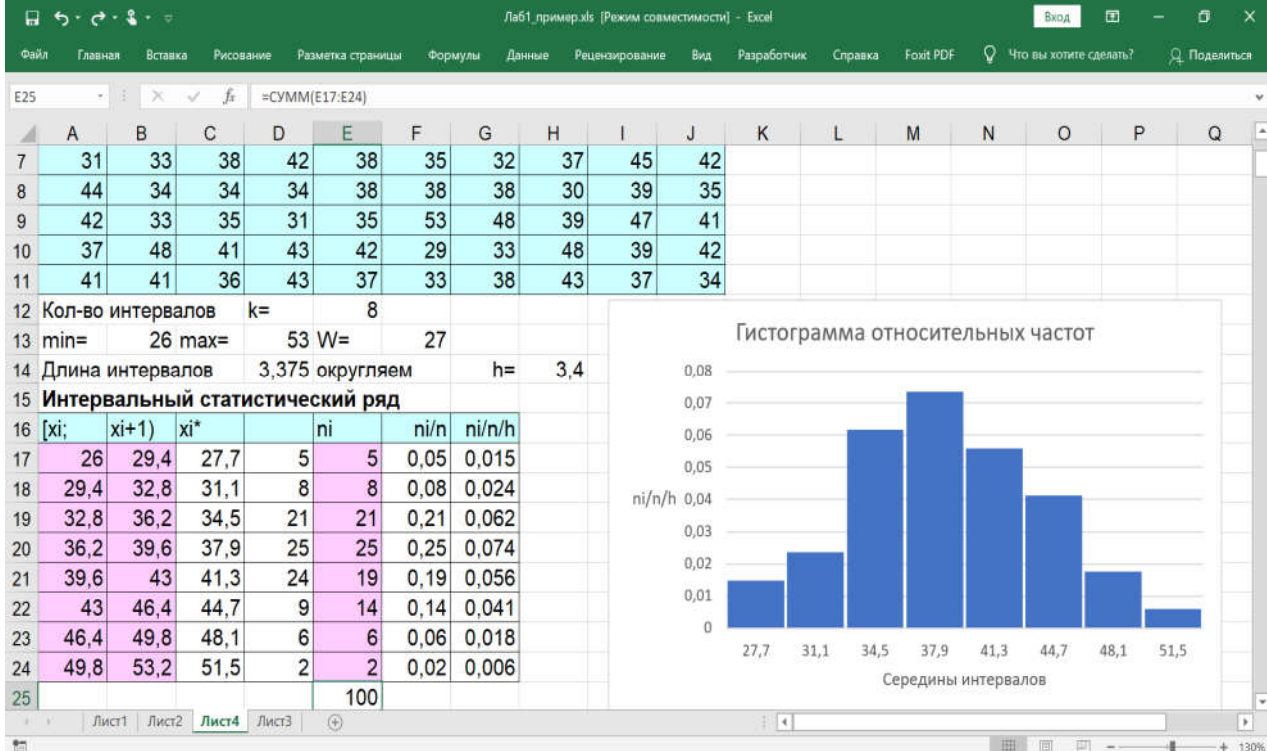 Лаб1_пример.xls [Режим совместимости] - Excel Вход
Файл Главная Вставка Рисование Разметка страницы Формулы Данные Рецензирование Вид Разработчик Справка Foxit PDF Что вы хотите сделать? Поделиться
E25 fx =СУММ(E17:E24)
A B C D E F G H I J K L M N O P Q
7 31 33 38 42 38 35 32 37 45 42
8 44 34 34 34 38 38 38 30 39 35
9 42 33 35 31 35 53 48 39 47 41
10 37 48 41 43 42 29 33 48 39 42
11 41 41 36 43 37 33 38 43 37 34
12 Кол-во интервалов k= 8
13 min= 26 max= 53 W= 27
14 Длина интервалов 3,375 округляем h= 3,4
15 Интервальный статистический ряд
16 [xi; xi+1) xi* ni ni/n ni/n/h
17 26 29,4 27,7 5 5 0,05 0,015
18 29,4 32,8 31,1 8 8 0,08 0,024
19 32,8 36,2 34,5 21 21 0,21 0,062
20 36,2 39,6 37,9 25 25 0,25 0,074
21 39,6 43 41,3 24 19 0,19 0,056
22 43 46,4 44,7 9 14 0,14 0,041
23 46,4 49,8 48,1 6 6 0,06 0,018
24 49,8 53,2 51,5 2 2 0,02 0,006
25 100
Гистограмма относительных частот
0,08
0,07
0,06
0,05
ni/n/h 0,04
0,03
0,02
0,01
0
27,7 31,1 34,5 37,9 41,3 44,7 48,1 51,5
Середины интервалов
Лист1 Лист2 Лист4 Лист3
130%